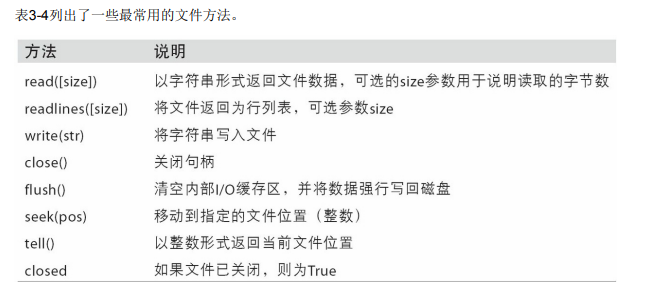 表3-4列出了一些最常用的文件方法。
方法 说明
read([size]) 以字符串形式返回文件数据，可选的size参数用于说明读取的字节数
readlines([size]) 将文件返回为行列表，可选参数size
write(str) 将字符串写入文件
close() 关闭句柄
flush() 清空内部I/O缓存区，并将数据强行写回磁盘
seek(pos) 移动到指定的文件位置（整数）
tell() 以整数形式返回当前文件位置
closed 如果文件已关闭，则为True